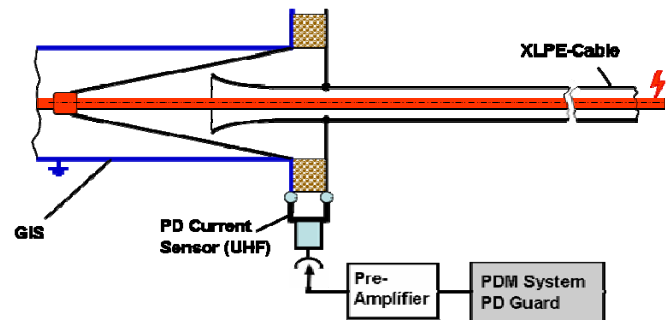 XLPE-Cable
GIS
PD Current
Sensor (UHF)
Pre-
Amplifier
PDM System
PD Guard